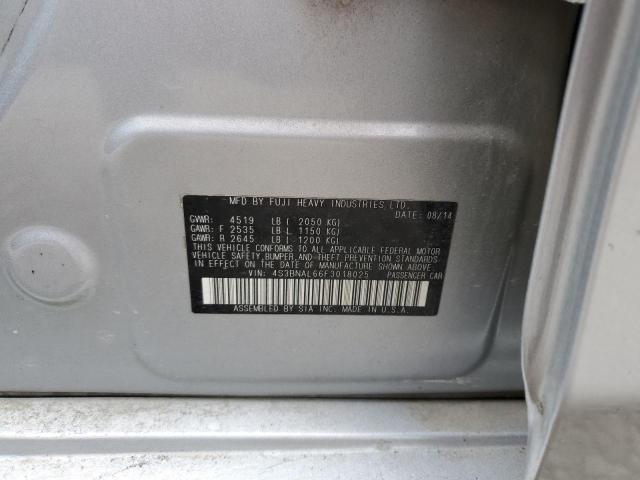 MFD BY FUJI HEAVY INDUSTRIES LTD.
DATE: 08/14
GVWR: 4519 LB ( 2050 KG)
GAWR: F 2535 LB ( 1150 KG)
GAWR: R 2645 LB ( 1200 KG)
THIS VEHICLE CONFORMS TO ALL APPLICABLE FEDERAL MOTOR
VEHICLE SAFETY, BUMPER, AND THEFT PREVENTION STANDARDS
IN EFFECT ON THE DATE OF MANUFACTURE SHOWN ABOVE.
VIN: 4S3BNAL66F3018025 PASSENGER CAR
ASSEMBLED BY SIA INC. MADE IN U.S.A.